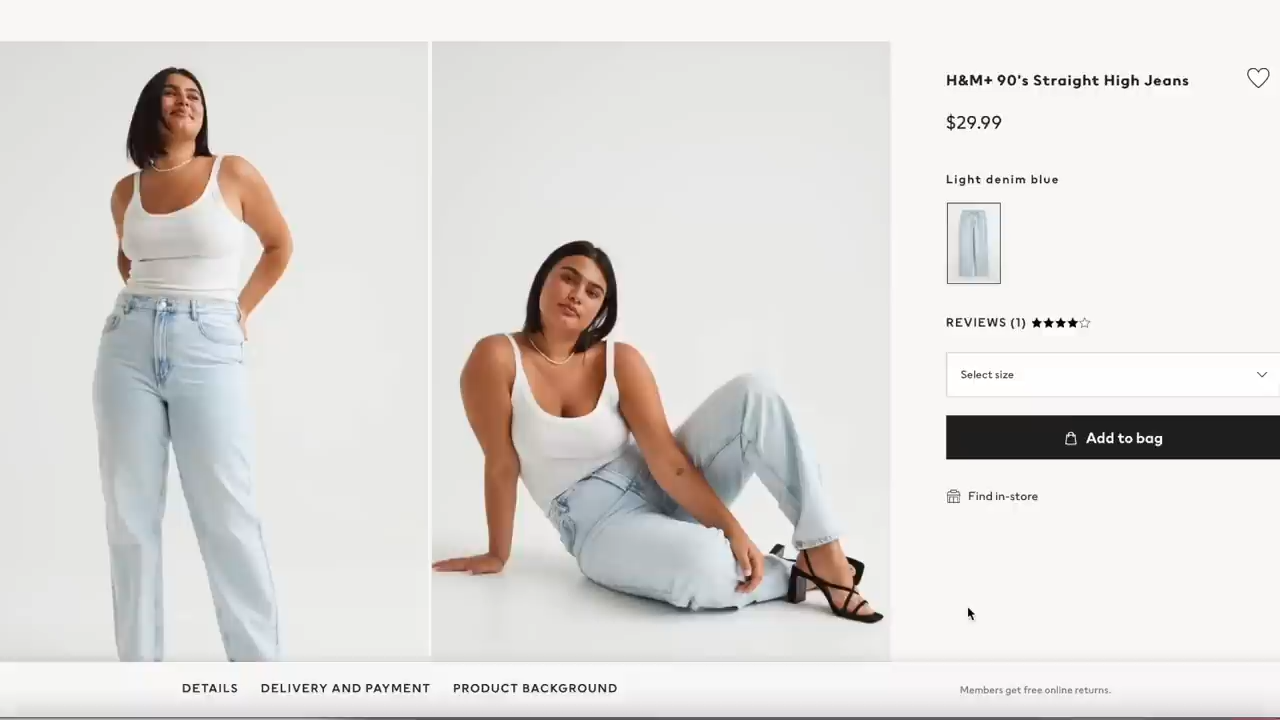 H&M+ 90's Straight High Jeans
$29.99
Light denim blue
REVIEWS (1)
Select size
Add to bag
Find in-store
DETAILS
DELIVERY AND PAYMENT
PRODUCT BACKGROUND
Members get free online returns.